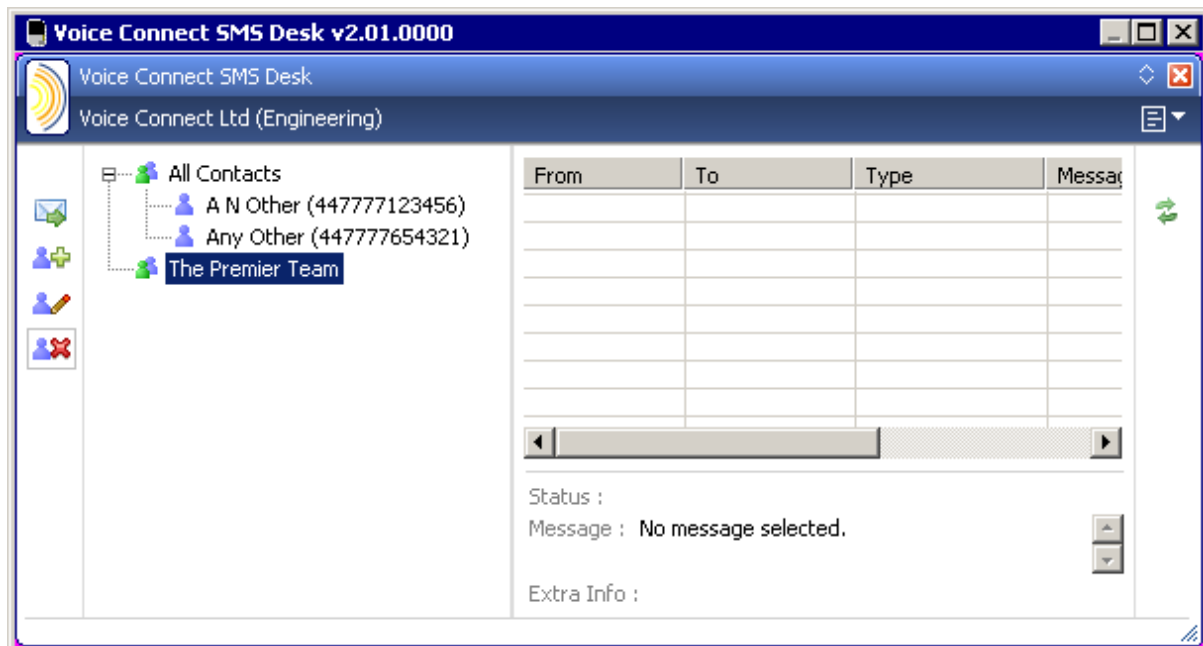 Voice Connect SMS Desk v2.01.0000
Voice Connect SMS Desk
Voice Connect Ltd (Engineering)
All Contacts
A N Other (447777123456)
Any Other (447777654321)
The Premier Team
From To Type Messag
Status :
Message : No message selected.
Extra Info :